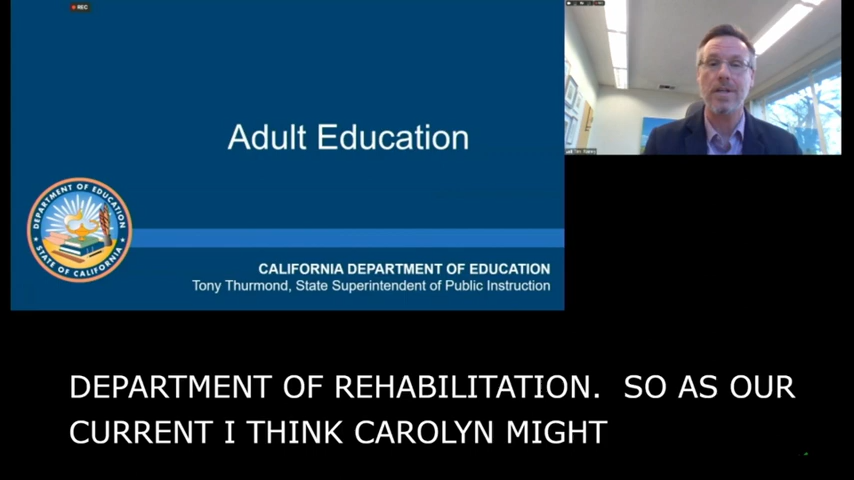 REC
Adult Education
DEPARTMENT OF EDUCATION
STATE OF CALIFORNIA
CALIFORNIA DEPARTMENT OF EDUCATION
Tony Thurmond, State Superintendent of Public Instruction
DEPARTMENT OF REHABILITATION. SO AS OUR
CURRENT I THINK CAROLYN MIGHT